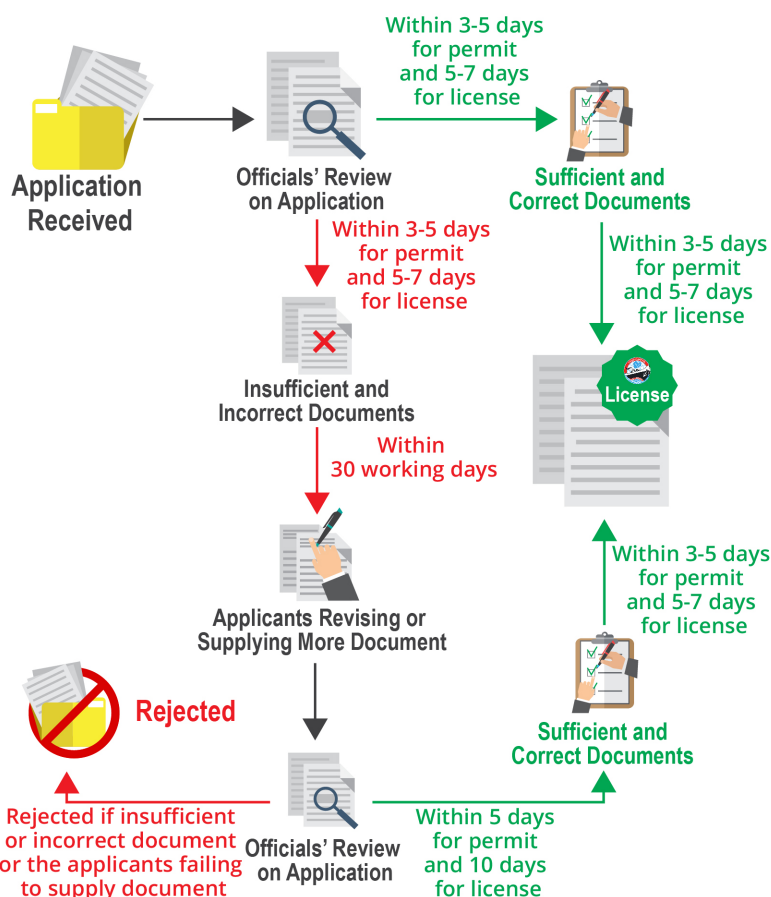 Within 3-5 days
for permit
and 5-7 days
for license
Application
Received
Officials’ Review
on Application
Sufficient and
Correct Documents
Within 3-5 days
for permit
and 5-7 days
for license
Within 3-5 days
for permit
and 5-7 days
for license
Insufficient and
Incorrect Documents
License
Within
30 working days
Applicants Revising or
Supplying More Document
Within 3-5 days
for permit
and 5-7 days
for license
Rejected
Sufficient and
Correct Documents
Rejected if insufficient
or incorrect document
or the applicants failing
to supply document
Officials’ Review
on Application
Within 5 days
for permit
and 10 days
for license